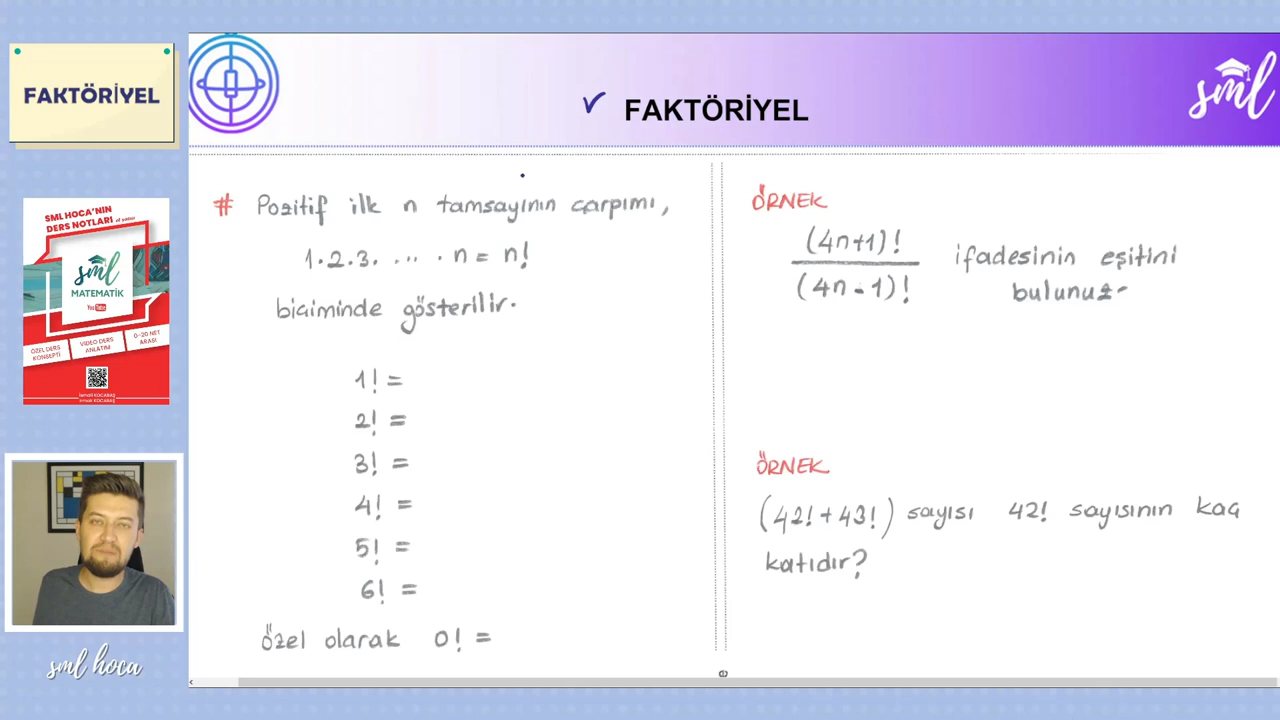 FAKTÖRİYEL
SML HOCA'NIN
DERS NOTLARI
sml
MATEMATİK
YouTube
ÖZEL DERS
KONSEPTİ
VİDEO DERS
ANLATIM
0-20 NET
ARASI
İsmail KOCABAŞ
sml hoca
✓ FAKTÖRİYEL
sml
# Pozitif ilk n tamsayının çarpımı,
1.2.3. ... . n = n!
biçiminde gösterilir.
1! =
2! =
3! =
4! =
5! =
6! =
özel olarak 0! =
ÖRNEK
(4n+1)!
ifadesinin eşitini
(4n-1)!
bulunuz.
ÖRNEK
(42!+43!) sayısı 42! sayısının kaç
katıdır?